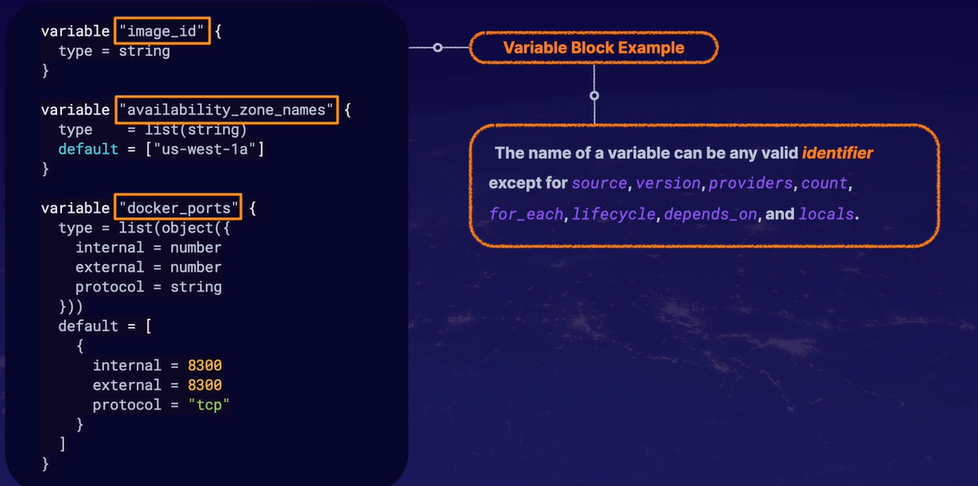 variable "image_id" {
  type = string
}
variable "availability_zone_names" {
  type    = list(string)
  default = ["us-west-1a"]
}
variable "docker_ports" {
  type = list(object({
    internal = number
    external = number
    protocol = string
  }))
  default = [
    {
      internal = 8300
      external = 8300
      protocol = "tcp"
    }
  ]
}
Variable Block Example
The name of a variable can be any valid identifier
except for source, version, providers, count,
for_each, lifecycle, depends_on, and locals.